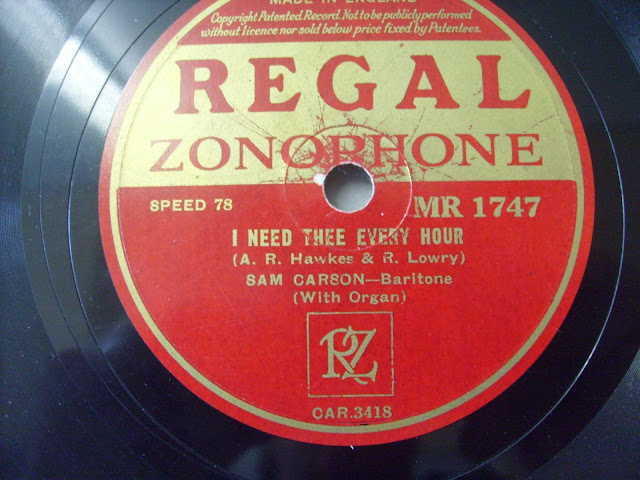 MADE IN ENGLAND
Copyright Patented Record. Not to be publicly performed
without licence nor sold below price fixed by Patentees.
REGAL
ZONOPHONE
SPEED 78
MR 1747
I NEED THEE EVERY HOUR
(A. R. Hawkes & R. Lowry)
SAM CARSON—Baritone
(With Organ)
RZ
CAR.3418